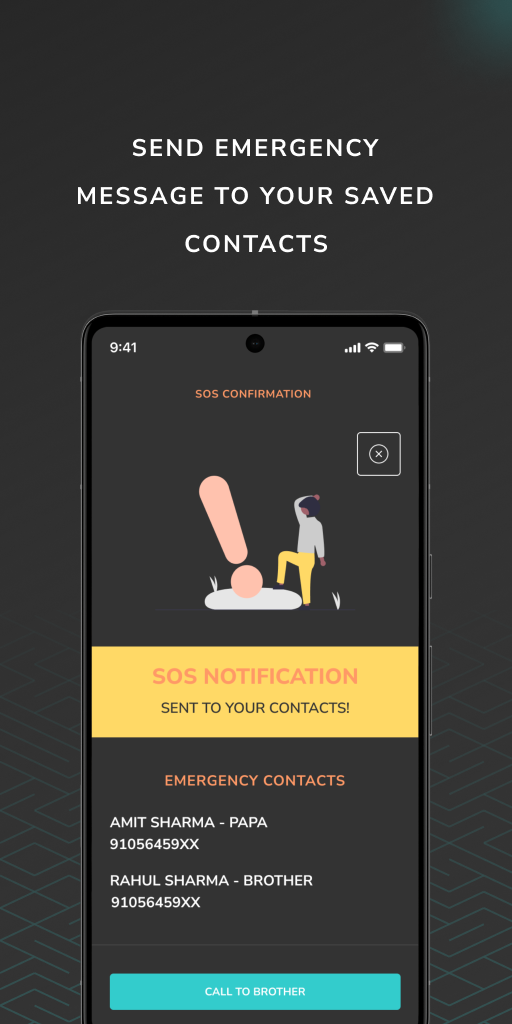 SEND EMERGENCY
MESSAGE TO YOUR SAVED
CONTACTS
9:41
SOS CONFIRMATION
SOS NOTIFICATION
SENT TO YOUR CONTACTS!
EMERGENCY CONTACTS
AMIT SHARMA - PAPA
91056459XX
RAHUL SHARMA - BROTHER
91056459XX
CALL TO BROTHER